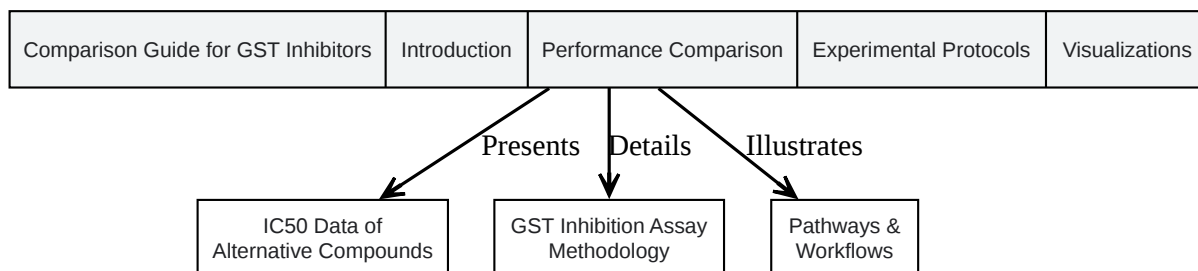 Comparison Guide for GST Inhibitors
Introduction
Performance Comparison
Experimental Protocols
Visualizations
Presents
Details
Illustrates
IC50 Data of
Alternative Compounds
GST Inhibition Assay
Methodology
Pathways &
Workflows